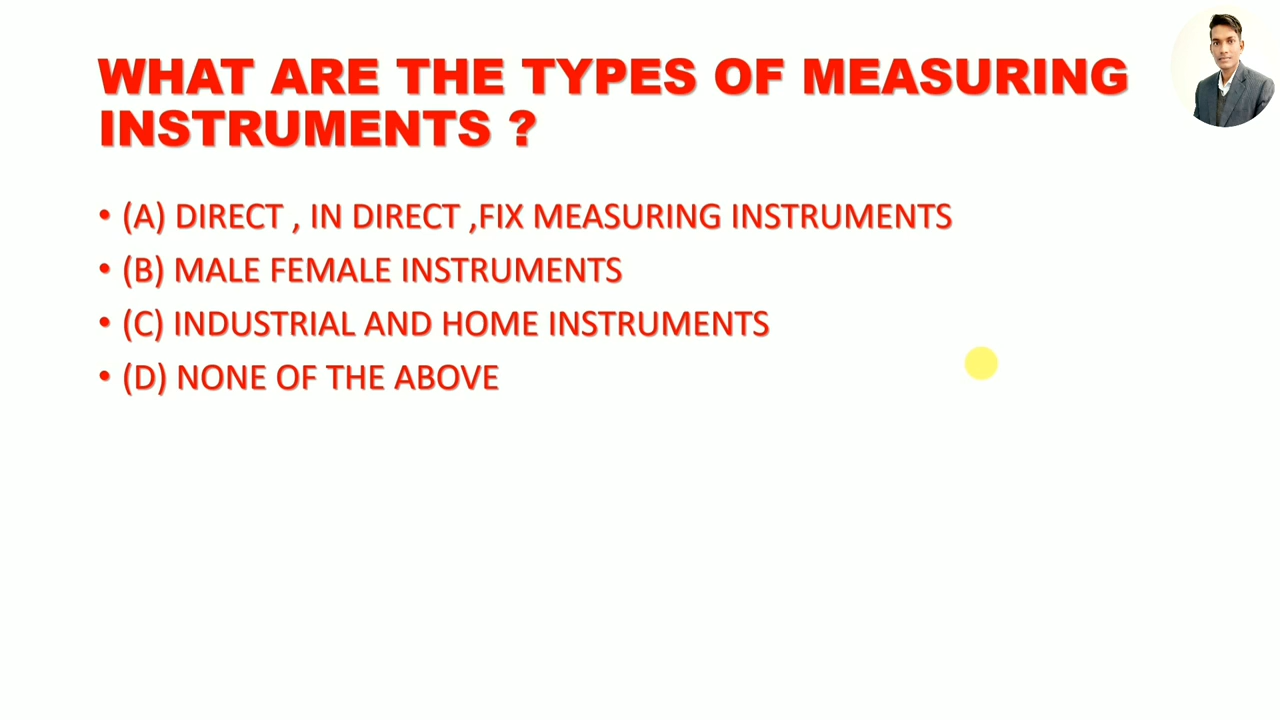 WHAT ARE THE TYPES OF MEASURING
INSTRUMENTS ?
• (A) DIRECT , IN DIRECT ,FIX MEASURING INSTRUMENTS
• (B) MALE FEMALE INSTRUMENTS
• (C) INDUSTRIAL AND HOME INSTRUMENTS
• (D) NONE OF THE ABOVE